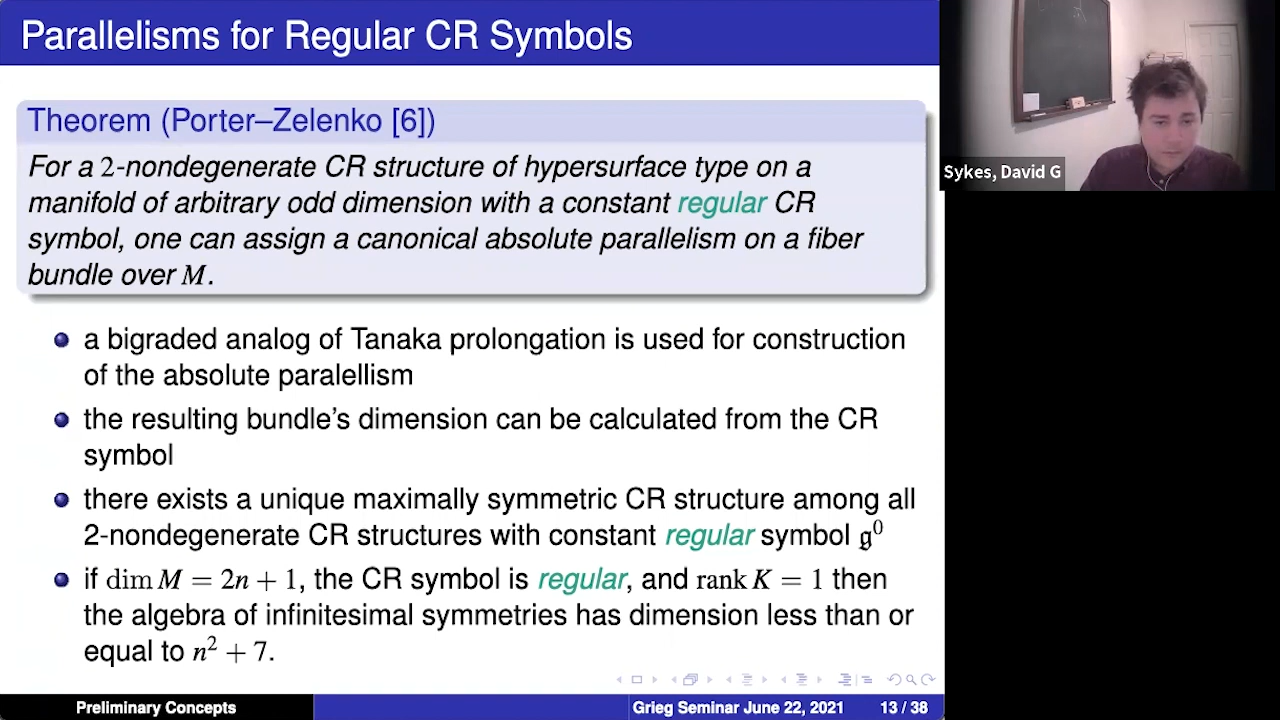 Parallelisms for Regular CR Symbols
Theorem (Porter–Zelenko [6])
For a 2-nondegenerate CR structure of hypersurface type on a
manifold of arbitrary odd dimension with a constant regular CR
symbol, one can assign a canonical absolute parallelism on a fiber
bundle over M.
a bigraded analog of Tanaka prolongation is used for construction
of the absolute paralellism
the resulting bundle's dimension can be calculated from the CR
symbol
there exists a unique maximally symmetric CR structure among all
2-nondegenerate CR structures with constant regular symbol 𝔤⁰
if dim M = 2n + 1, the CR symbol is regular, and rank K = 1 then
the algebra of infinitesimal symmetries has dimension less than or
equal to n² + 7.
Preliminary Concepts
Grieg Seminar June 22, 2021
13 / 38
Sykes, David G